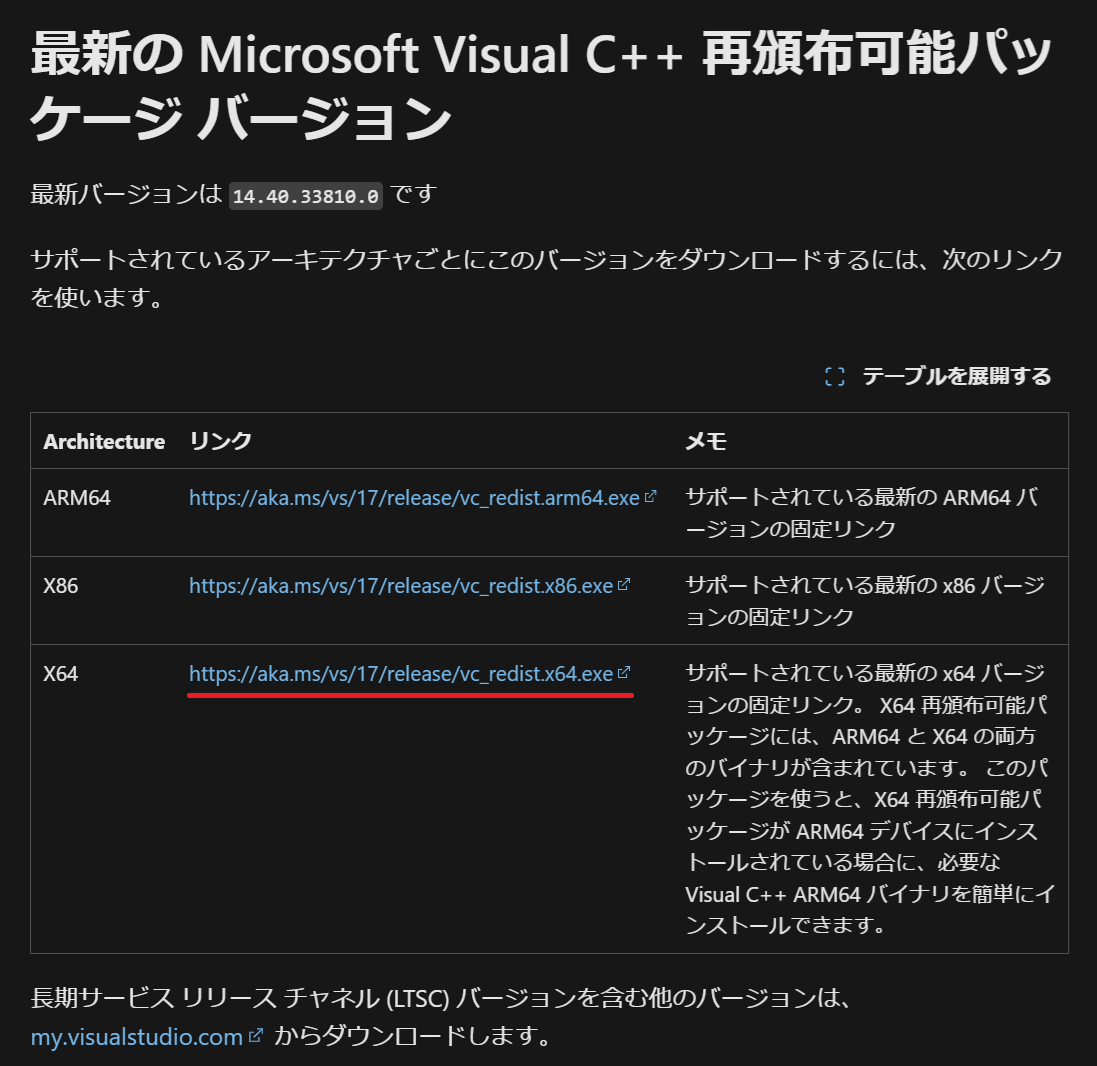 最新の Microsoft Visual C++ 再頒布可能パッ
ケージ バージョン
最新バージョンは 14.40.33810.0 です
サポートされているアーキテクチャごとにこのバージョンをダウンロードするには、次のリンク
を使います。
テーブルを展開する
Architecture リンク メモ
ARM64 https://aka.ms/vs/17/release/vc_redist.arm64.exe サポートされている最新の ARM64 バ
ージョンの固定リンク
X86 https://aka.ms/vs/17/release/vc_redist.x86.exe サポートされている最新の x86 バージ
ョンの固定リンク
X64 https://aka.ms/vs/17/release/vc_redist.x64.exe サポートされている最新の x64 バージ
ョンの固定リンク。 X64 再頒布可能パ
ッケージには、ARM64 と X64 の両方
のバイナリが含まれています。 このパ
ッケージを使うと、X64 再頒布可能パ
ッケージが ARM64 デバイスにインス
トールされている場合に、必要な
Visual C++ ARM64 バイナリを簡単にイ
ンストールできます。
長期サービス リリース チャネル (LTSC) バージョンを含む他のバージョンは、
my.visualstudio.com からダウンロードします。